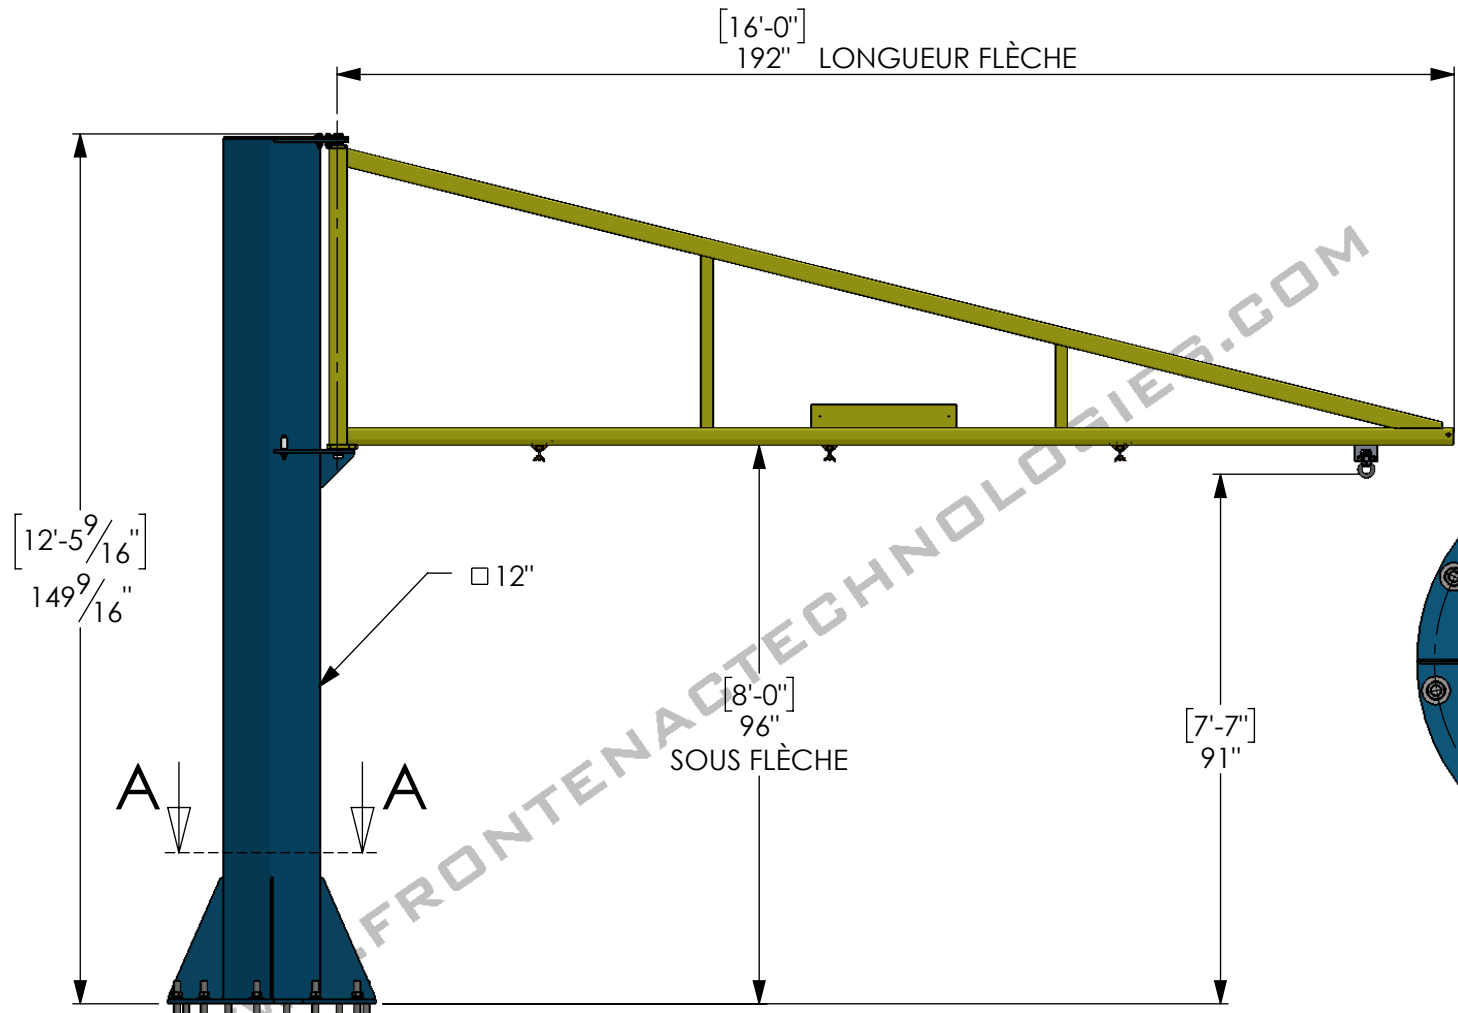 [16'-0"]
192" LONGUEUR FLÈCHE
[12'-5 9/16"]
149 9/16"
□ 12"
[8'-0"]
96"
SOUS FLÈCHE
[7'-7"]
91"
A A
.FRONTENACTECHNOLOGIES.COM